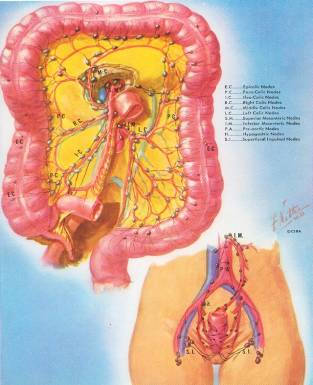 E.C. Epicolic Nodes
P.C. Para-Colic Nodes
I.C. Ileo-Colic Nodes
R.C. Right Colic Nodes
M.C. Middle Colic Nodes
L.C. Left Colic Nodes
S.M. Superior Mesenteric Nodes
I.M. Inferior Mesenteric Nodes
P.A. Pre-aortic Nodes
H. Hypogastric Nodes
S.I. Superficial Inguinal Nodes
M.C.
P.C.
P.C.
R.C.
E.C.
E.C.
E.C.
©CIBA
I.M.
S.I.
S.I.